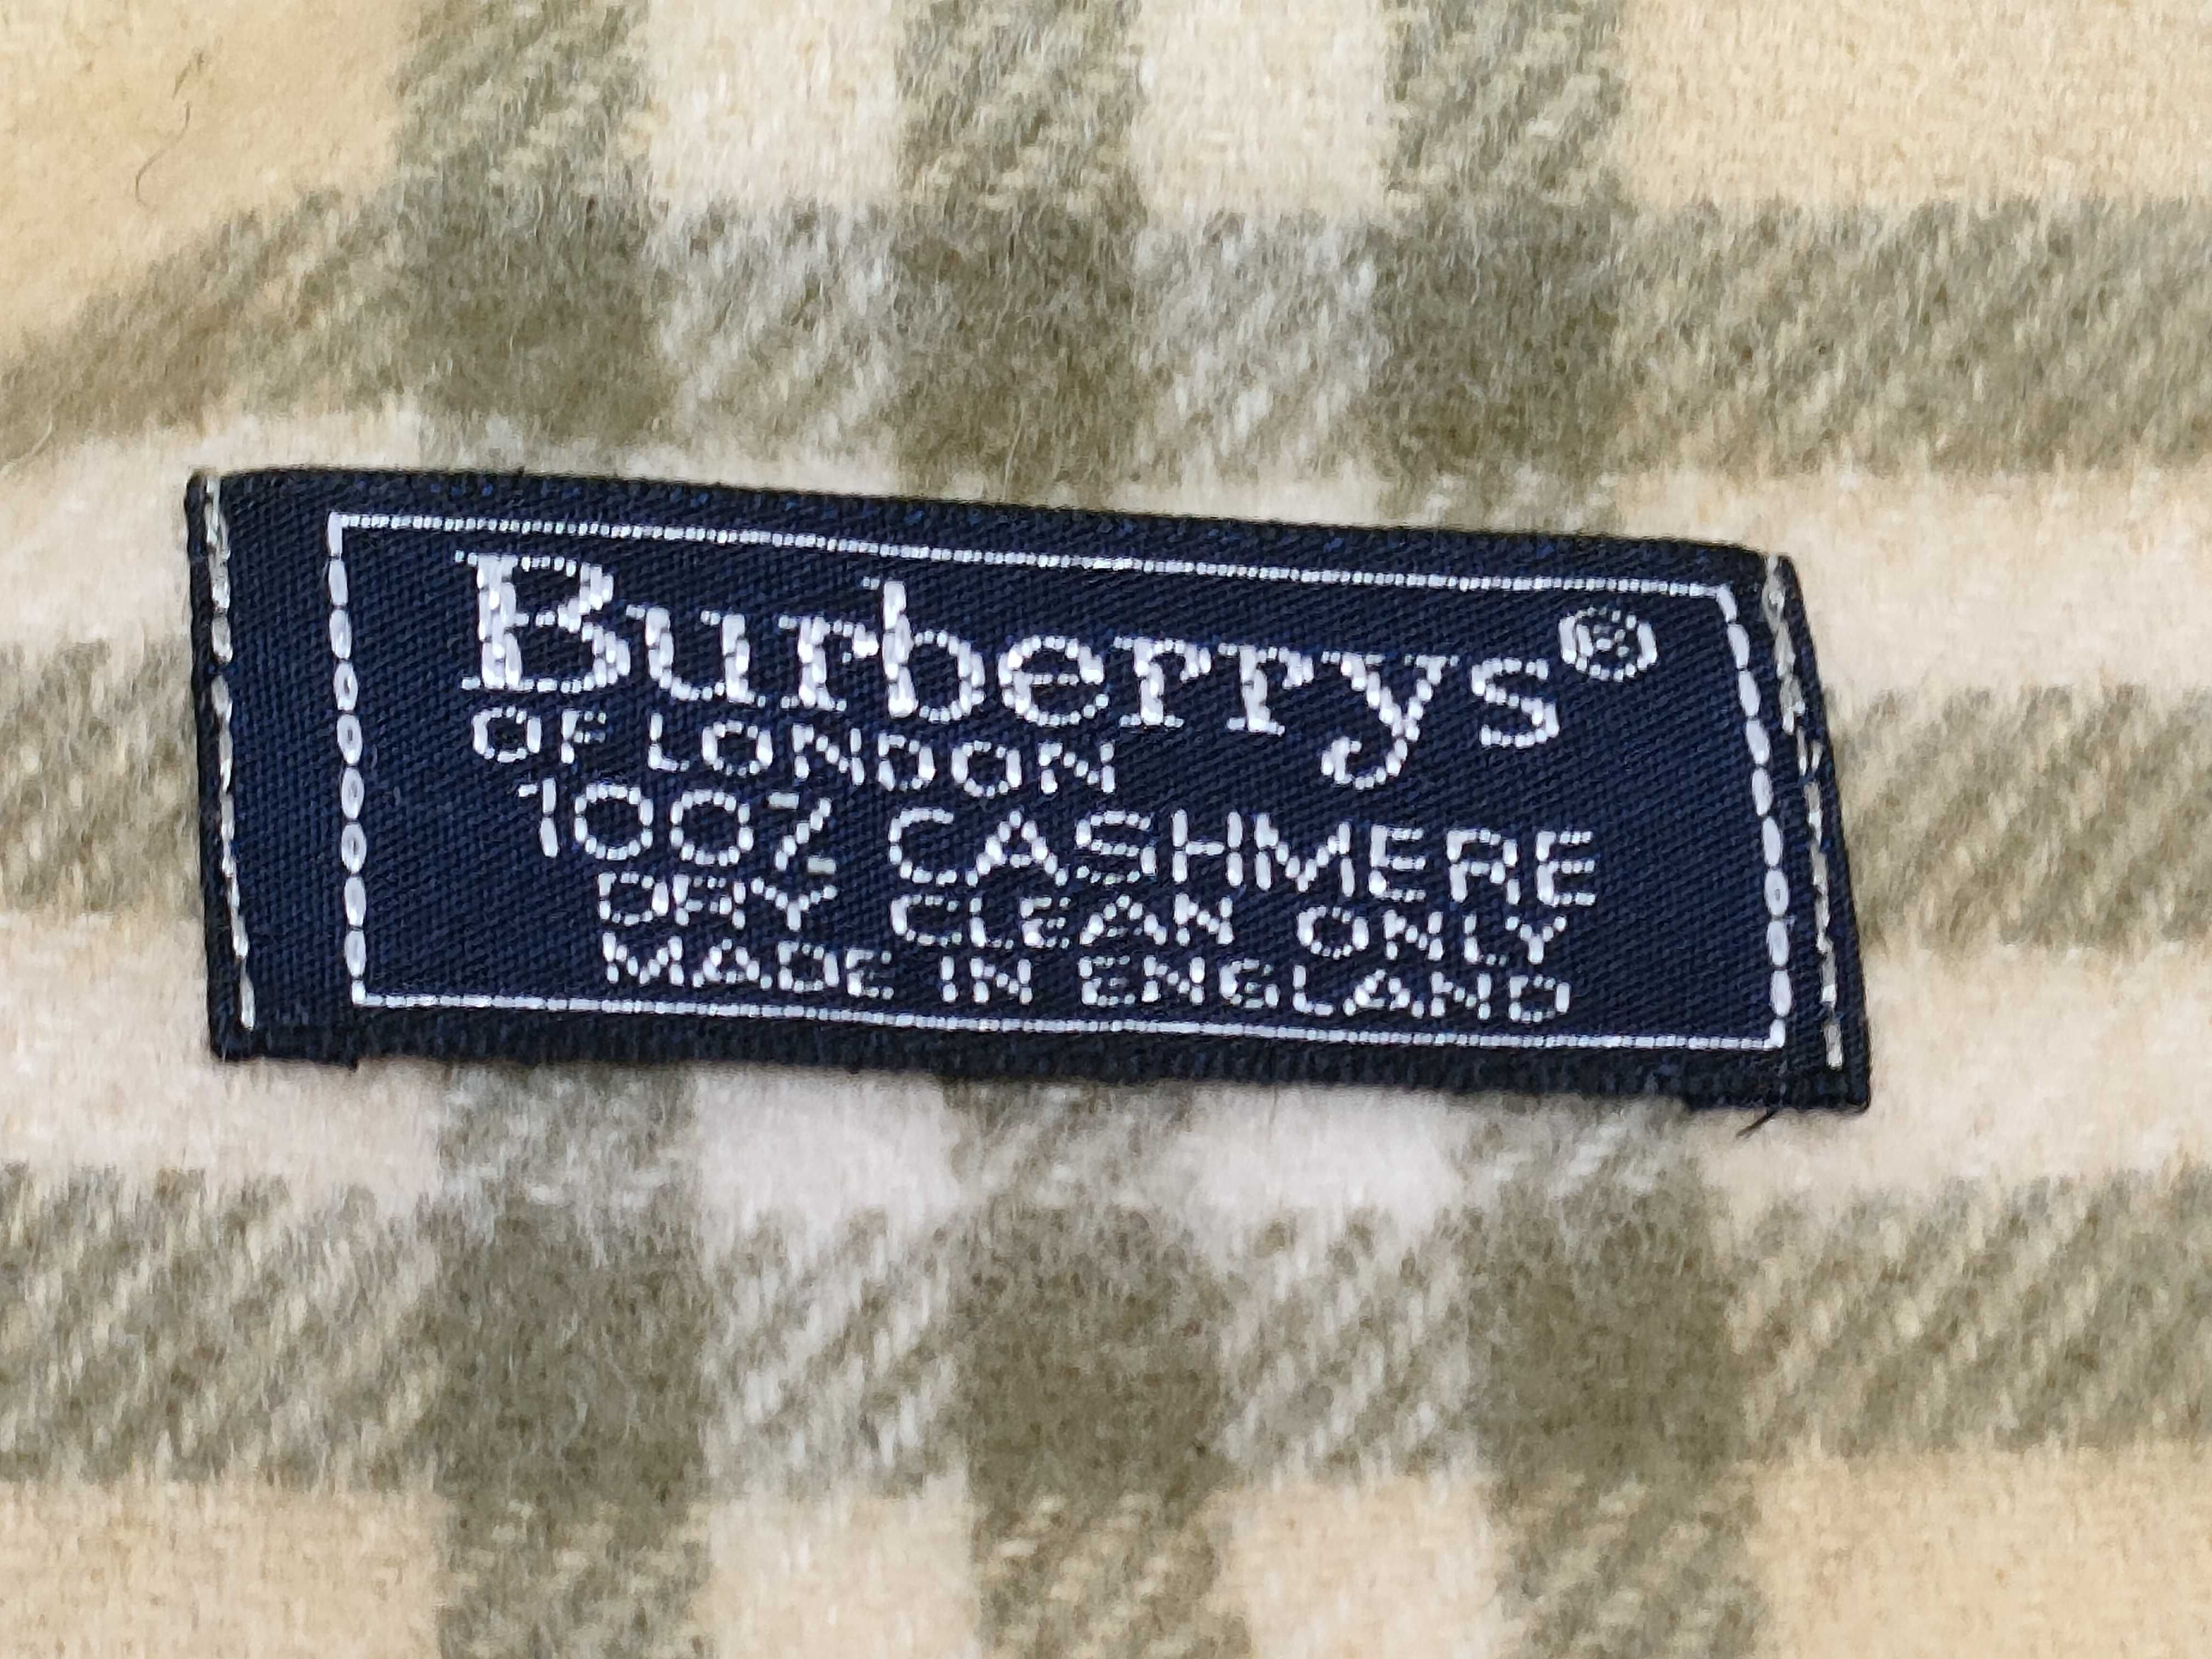 Burberrys®
OF LONDON
100% CASHMERE
DRY CLEAN ONLY
MADE IN ENGLAND